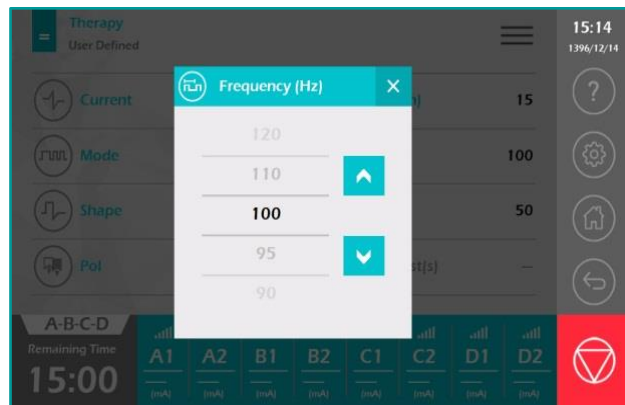 Therapy
User Defined
15:14
1396/12/14
Frequency (Hz)
Current
15
Mode
100
Shape
50
Pol
st(s)
120
110
100
95
90
A-B-C-D
Remaining Time
15:00
A1 A2 B1 B2 C1 C2 D1 D2
(mA) (mA) (mA) (mA) (mA) (mA) (mA) (mA)